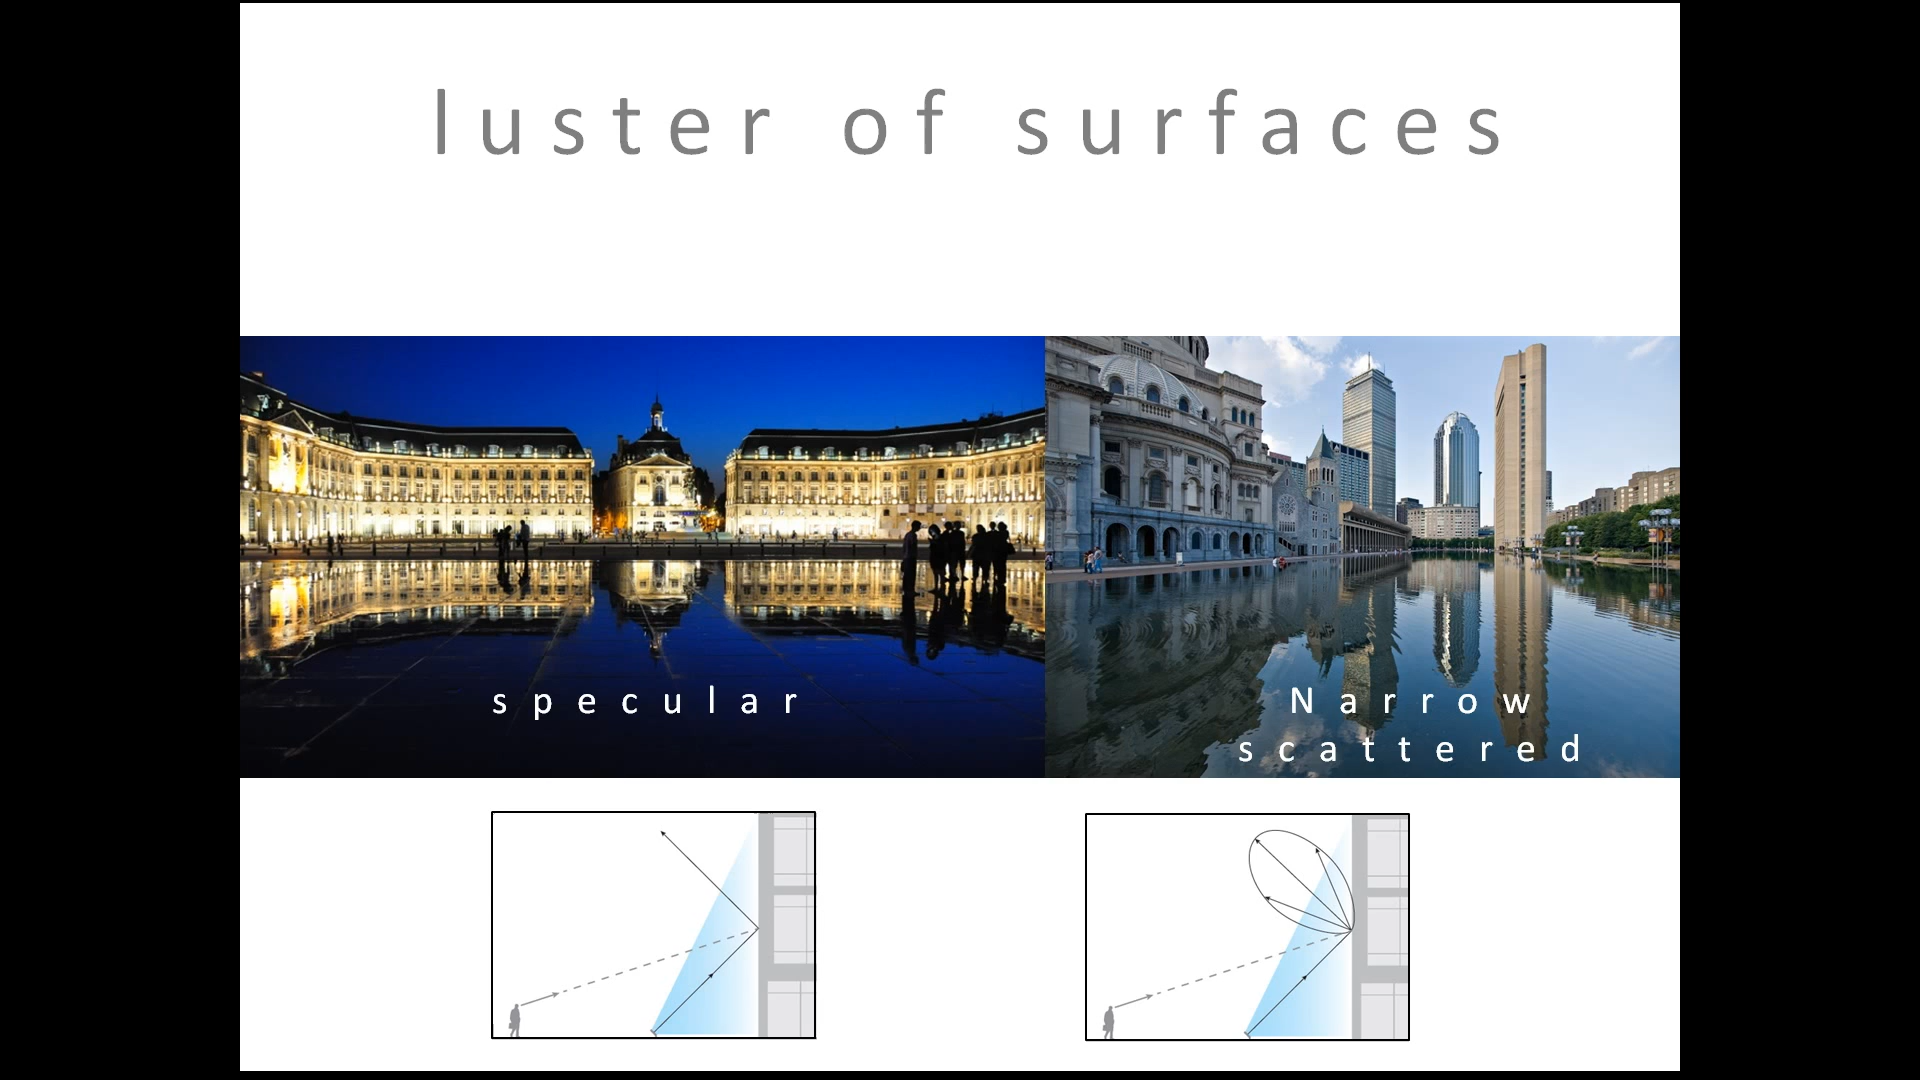 luster of surfaces
specular
Narrow
scattered